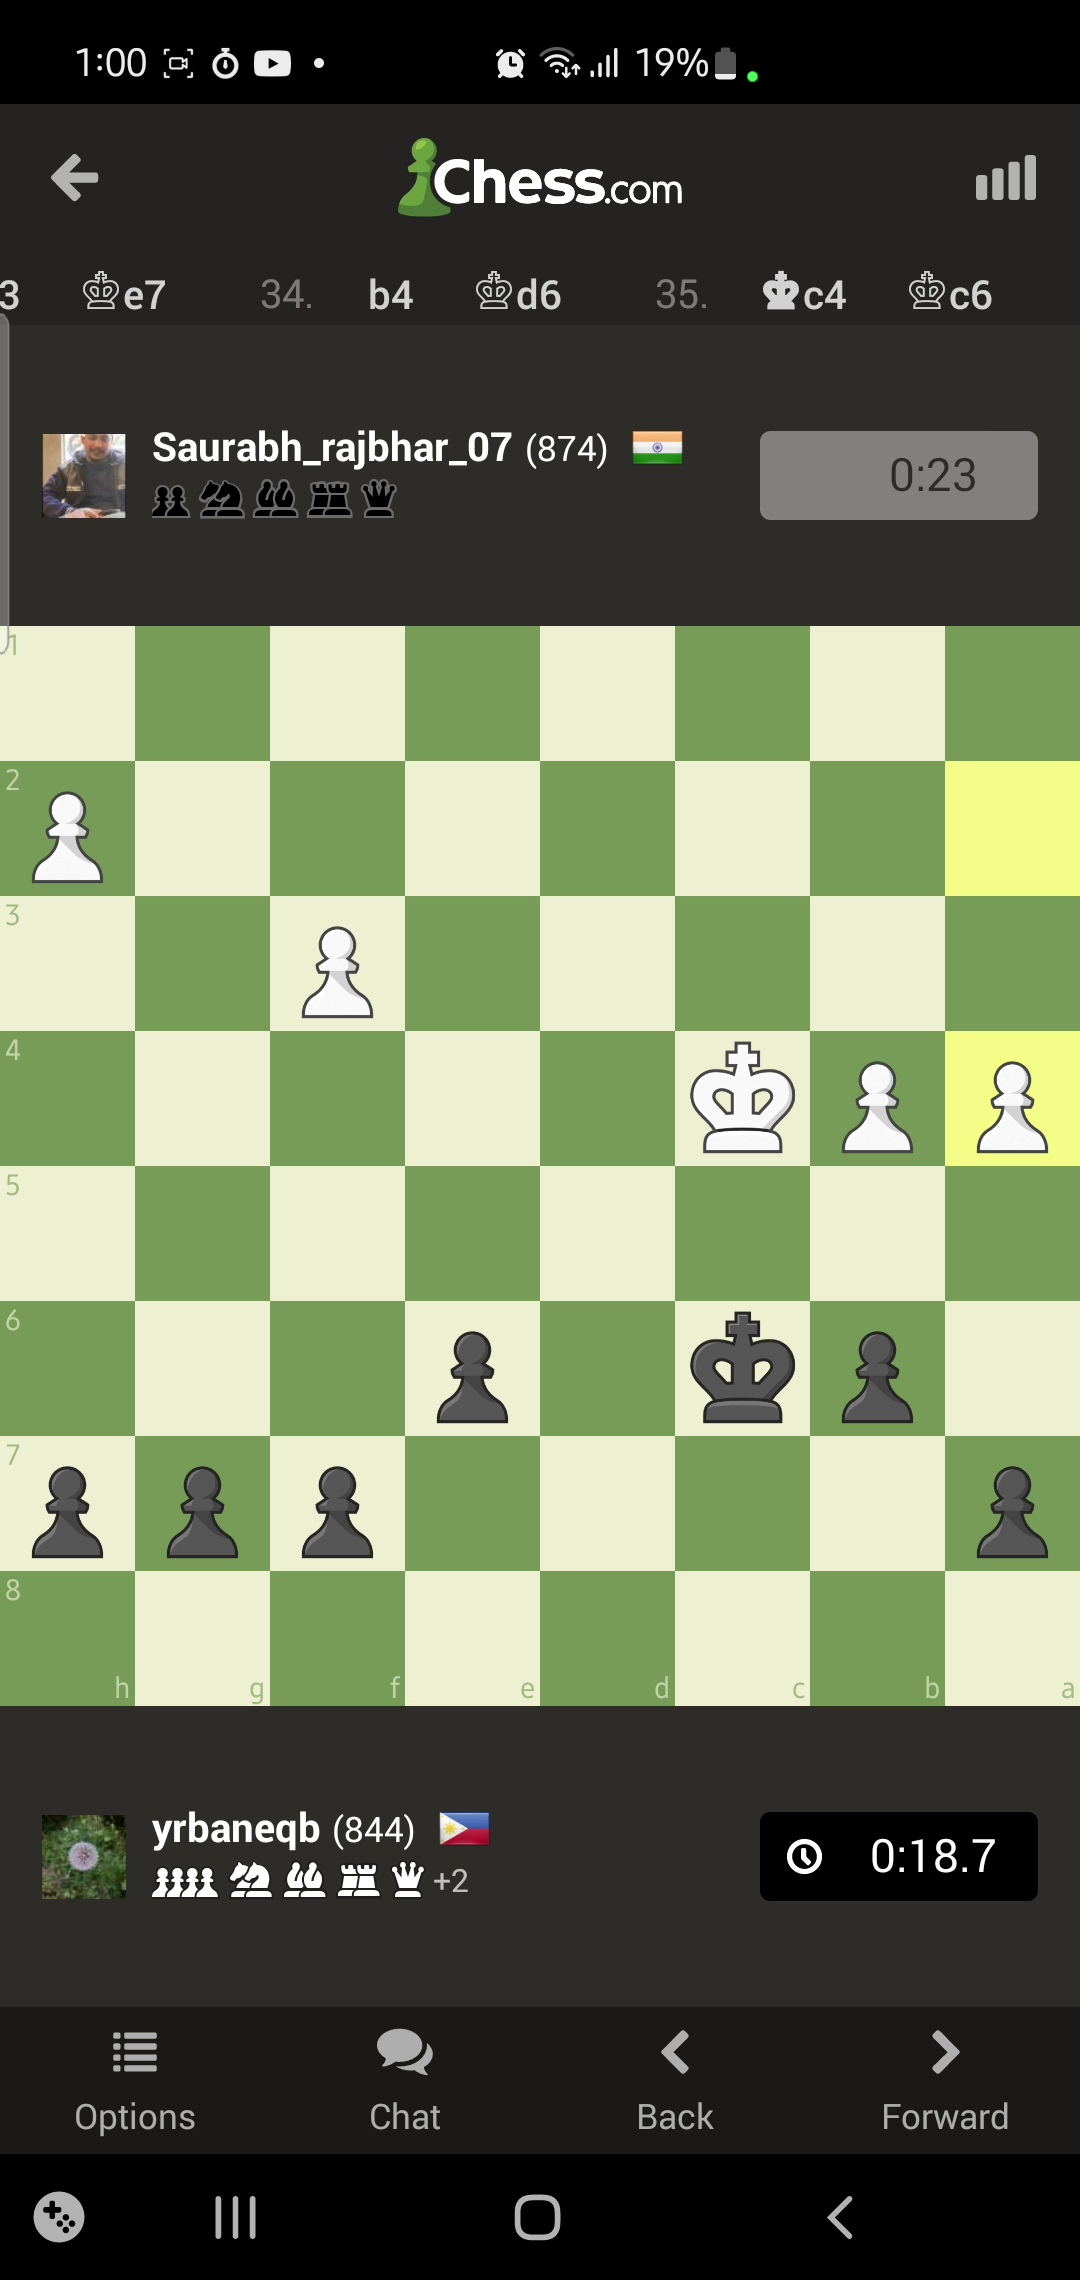 1:00 19%
Chess.com
3 ♔e7 34. b4 ♔d6 35. ♚c4 ♔c6
Saurabh_rajbhar_07 (874)
0:23
1
2
3
4
5
6
7
8
h g f e d c b a
yrbaneqb (844)
+2
0:18.7
Options Chat Back Forward